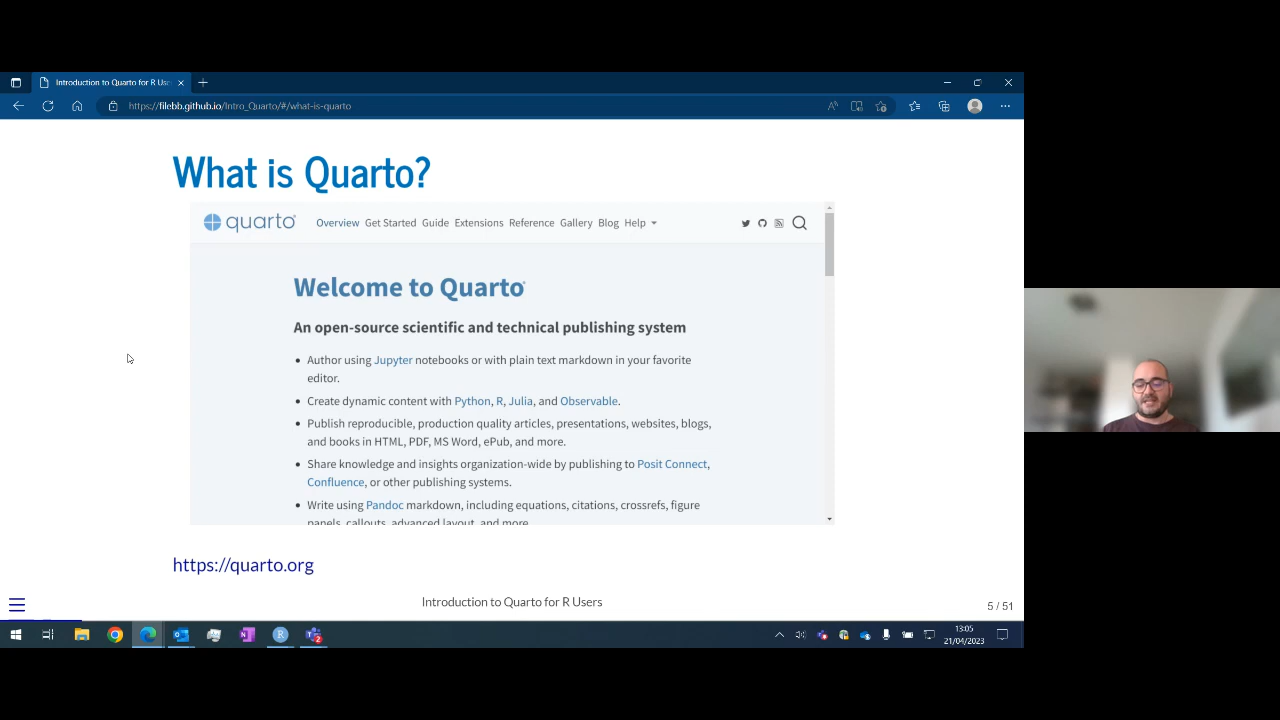 Introduction to Quarto for R Use
https://filebb.github.io/Intro_Quarto/#/what-is-quarto
What is Quarto?
quarto
Overview Get Started Guide Extensions Reference Gallery Blog Help
Welcome to Quarto
An open-source scientific and technical publishing system
Author using Jupyter notebooks or with plain text markdown in your favorite
editor.
Create dynamic content with Python, R, Julia, and Observable.
Publish reproducible, production quality articles, presentations, websites, blogs,
and books in HTML, PDF, MS Word, ePub, and more.
Share knowledge and insights organization-wide by publishing to Posit Connect,
Confluence, or other publishing systems.
Write using Pandoc markdown, including equations, citations, crossrefs, figure
panels, callouts, advanced layout, and more
https://quarto.org
Introduction to Quarto for R Users
5 / 51
13:05
21/04/2023